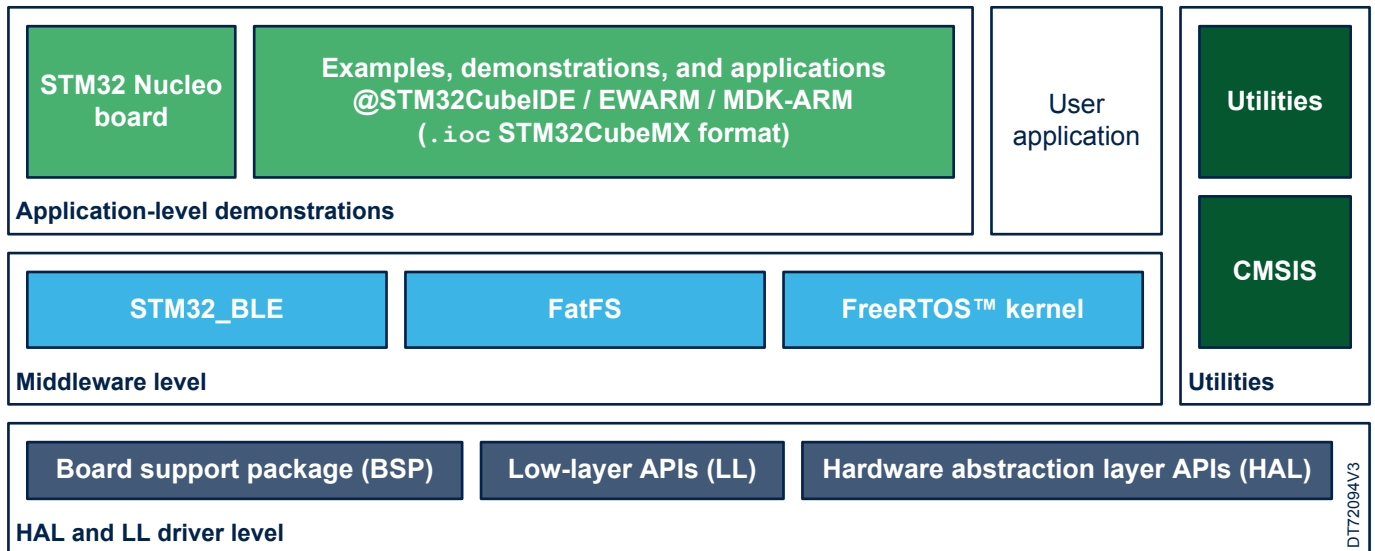 STM32 Nucleo
board
Examples, demonstrations, and applications
@STM32CubeIDE / EWARM / MDK-ARM
(.ioc STM32CubeMX format)
Application-level demonstrations
User
application
Utilities
CMSIS
Utilities
STM32_BLE
FatFS
FreeRTOS™ kernel
Middleware level
Board support package (BSP)
Low-layer APIs (LL)
Hardware abstraction layer APIs (HAL)
HAL and LL driver level
DT72094V3